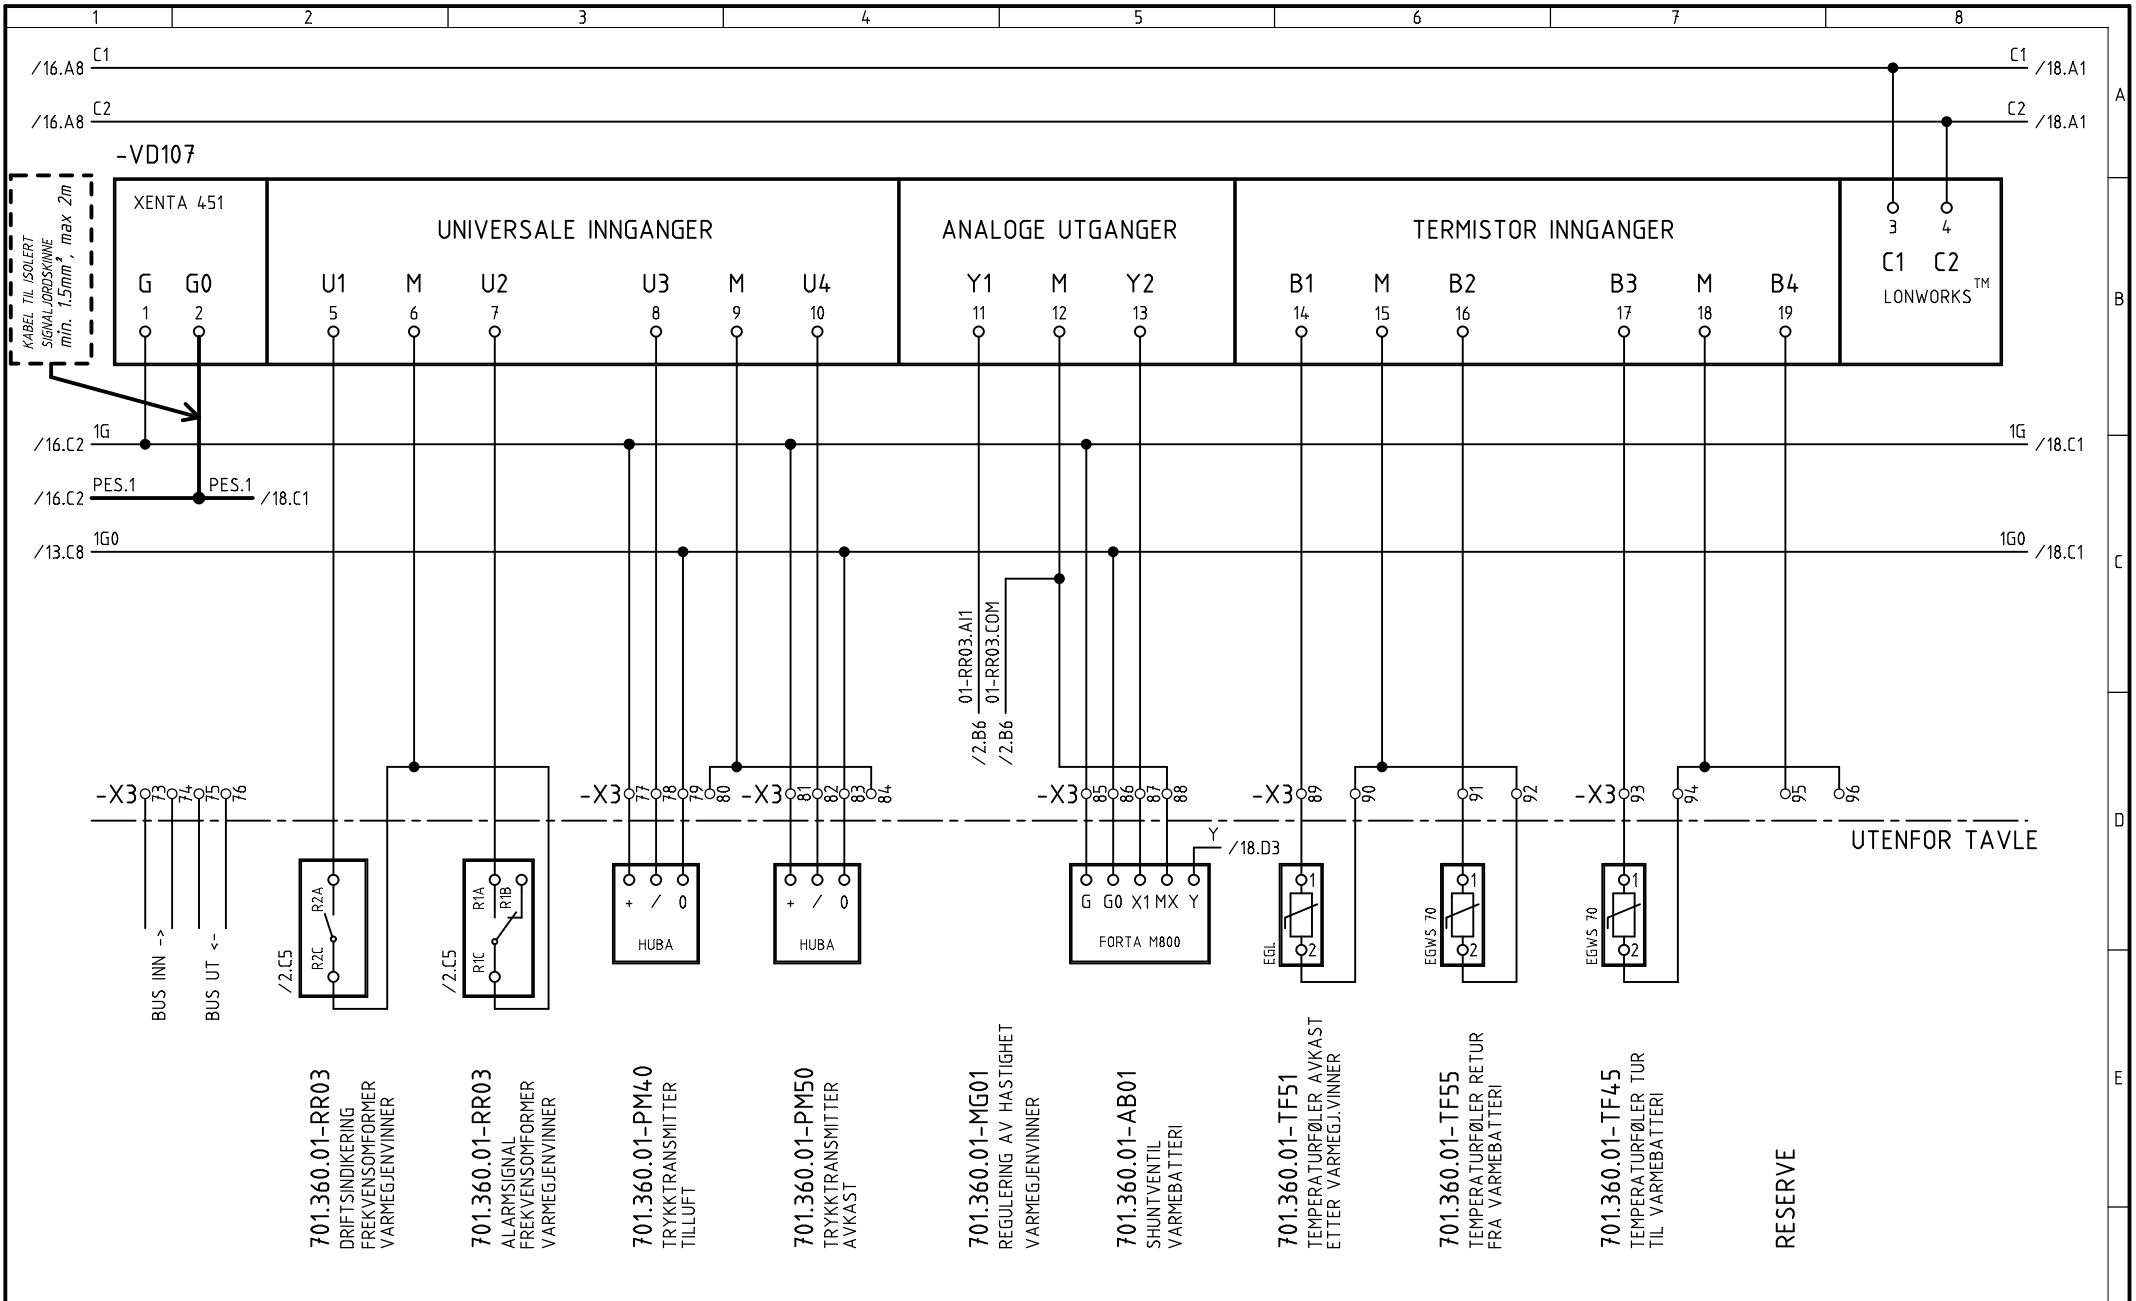 1 2 3 4 5 6 7 8
C1 C1
/16.A8 /18.A1
C2 C2
/16.A8 /18.A1
A
-VD107
KABEL TIL ISOLERT
SIGNALJORDSKINNE
min. 1.5mm², max 2m
XENTA 451
UNIVERSALE INNGANGER
ANALOGE UTGANGER
TERMISTOR INNGANGER
G G0 U1 M U2 U3 M U4 Y1 M Y2 B1 M B2 B3 M B4
1 2 5 6 7 8 9 10 11 12 13 14 15 16 17 18 19
3 4
C1 C2
LONWORKS™
B
1G 1G
/16.C2 /18.C1
PES.1 PES.1
/16.C2 /18.C1
1G0 1G0
/13.C8 /18.C1
C
/2.B6 01-RR03.AI1
/2.B6 01-RR03.COM
-X3 73 74 75 76
-X3 77 78 79 80
-X3 81 82 83 84
-X3 85 86 87 88
-X3 89 90 91 92
-X3 93 94 95 96
D
UTENFOR TAVLE
BUS INN ->
BUS UT <-
/2.C5
R2C R2A
/2.C5
R1C R1A
R1B
+ / 0
HUBA
+ / 0
HUBA
Y
/18.D3
G G0 X1 MX Y
FORTA M800
EGL
1
2
EGWS 70
1
2
EGWS 70
1
2
E
701.360.01-RR03
DRIFTSINDIKERING
FREKVENSOMFORMER
VARMEGJENVINNER
701.360.01-RR03
ALARMSIGNAL
FREKVENSOMFORMER
VARMEGJENVINNER
701.360.01-PM40
TRYKKTRANSMITTER
TILLUFT
701.360.01-PM50
TRYKKTRANSMITTER
AVKAST
701.360.01-MG01
REGULERING AV HASTIGHET
VARMEGJENVINNER
701.360.01-AB01
SHUNTVENTIL
VARMEBATTERI
701.360.01-TF51
TEMPERATURFØLER AVKAST
ETTER VARMEG.J.VINNER
701.360.01-TF55
TEMPERATURFØLER RETUR
FRA VARMEBATTERI
701.360.01-TF45
TEMPERATURFØLER TUR
TIL VARMEBATTERI
RESERVE